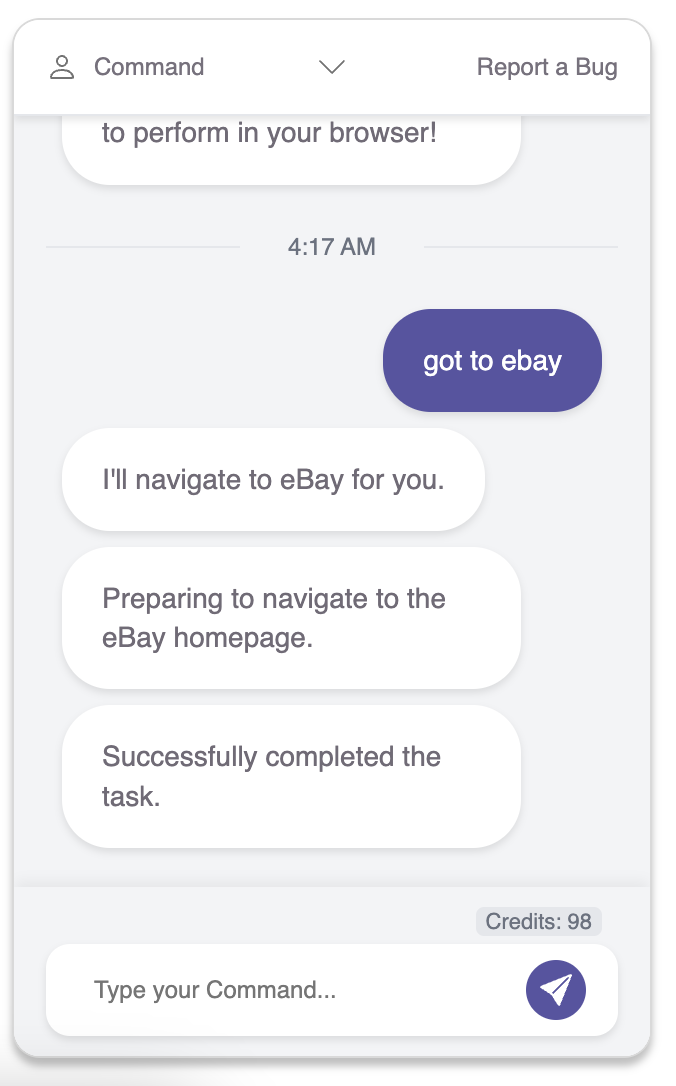 Command
Report a Bug
to perform in your browser!
4:17 AM
got to ebay
I'll navigate to eBay for you.
Preparing to navigate to the
eBay homepage.
Successfully completed the
task.
Credits: 98
Type your Command...